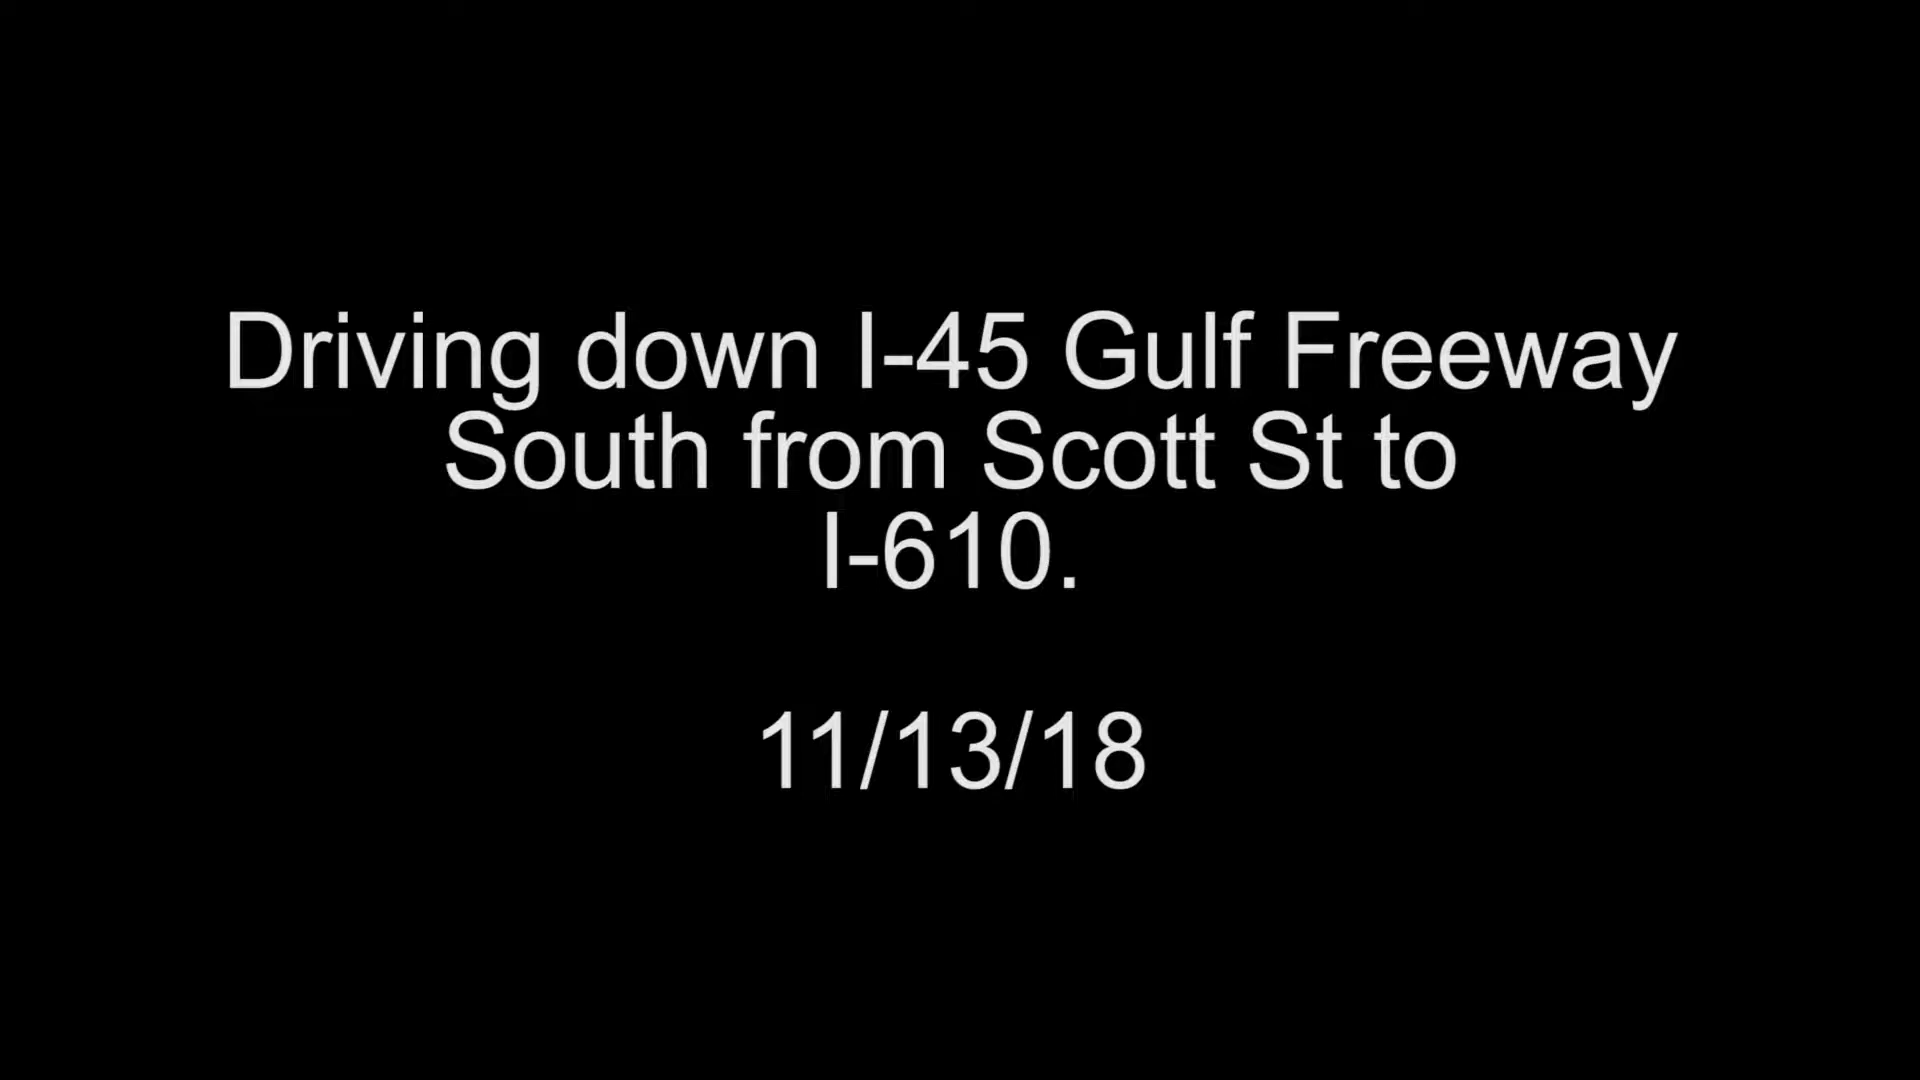 Driving down I-45 Gulf Freeway
South from Scott St to
I-610.
11/13/18